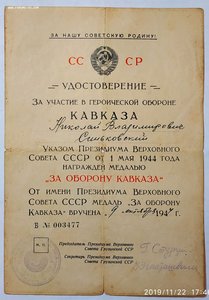 ЗА НАШУ СОВЕТСКУЮ РОДИНУ!
СС СР
УДОСТОВЕРЕНИЕ
ЗА УЧАСТИЕ В ГЕРОИЧЕСКОЙ ОБОРОНЕ
КАВКАЗА
Николай Владимирович
Указом Президиума Верховного
Совета СССР от 1 мая 1944 года
награжден медалью
"ЗА ОБОРОНУ КАВКАЗА"
От имени Президиума Верховного
Совета СССР медаль „За оборону
Кавказа" вручена 194 г.
В № 003477
М. П.
Председатель Президиума Верховного
Совета Грузинской ССР
Секретарь Президиума Верховного
Совета Грузинской ССР
2019/11/22 17:4